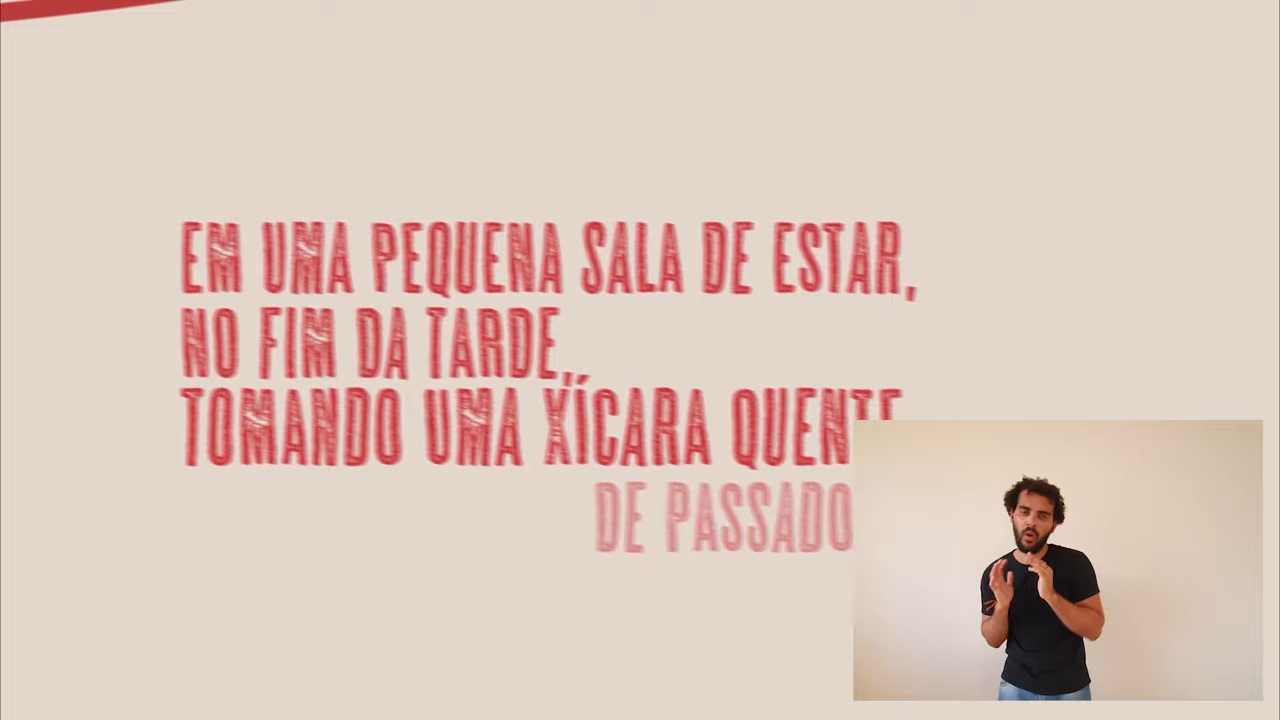 EM UMA PEQUENA SALA DE ESTAR,
NO FIM DA TARDE,
TOMANDO UMA XÍCARA QUENTE
DE PASSADO